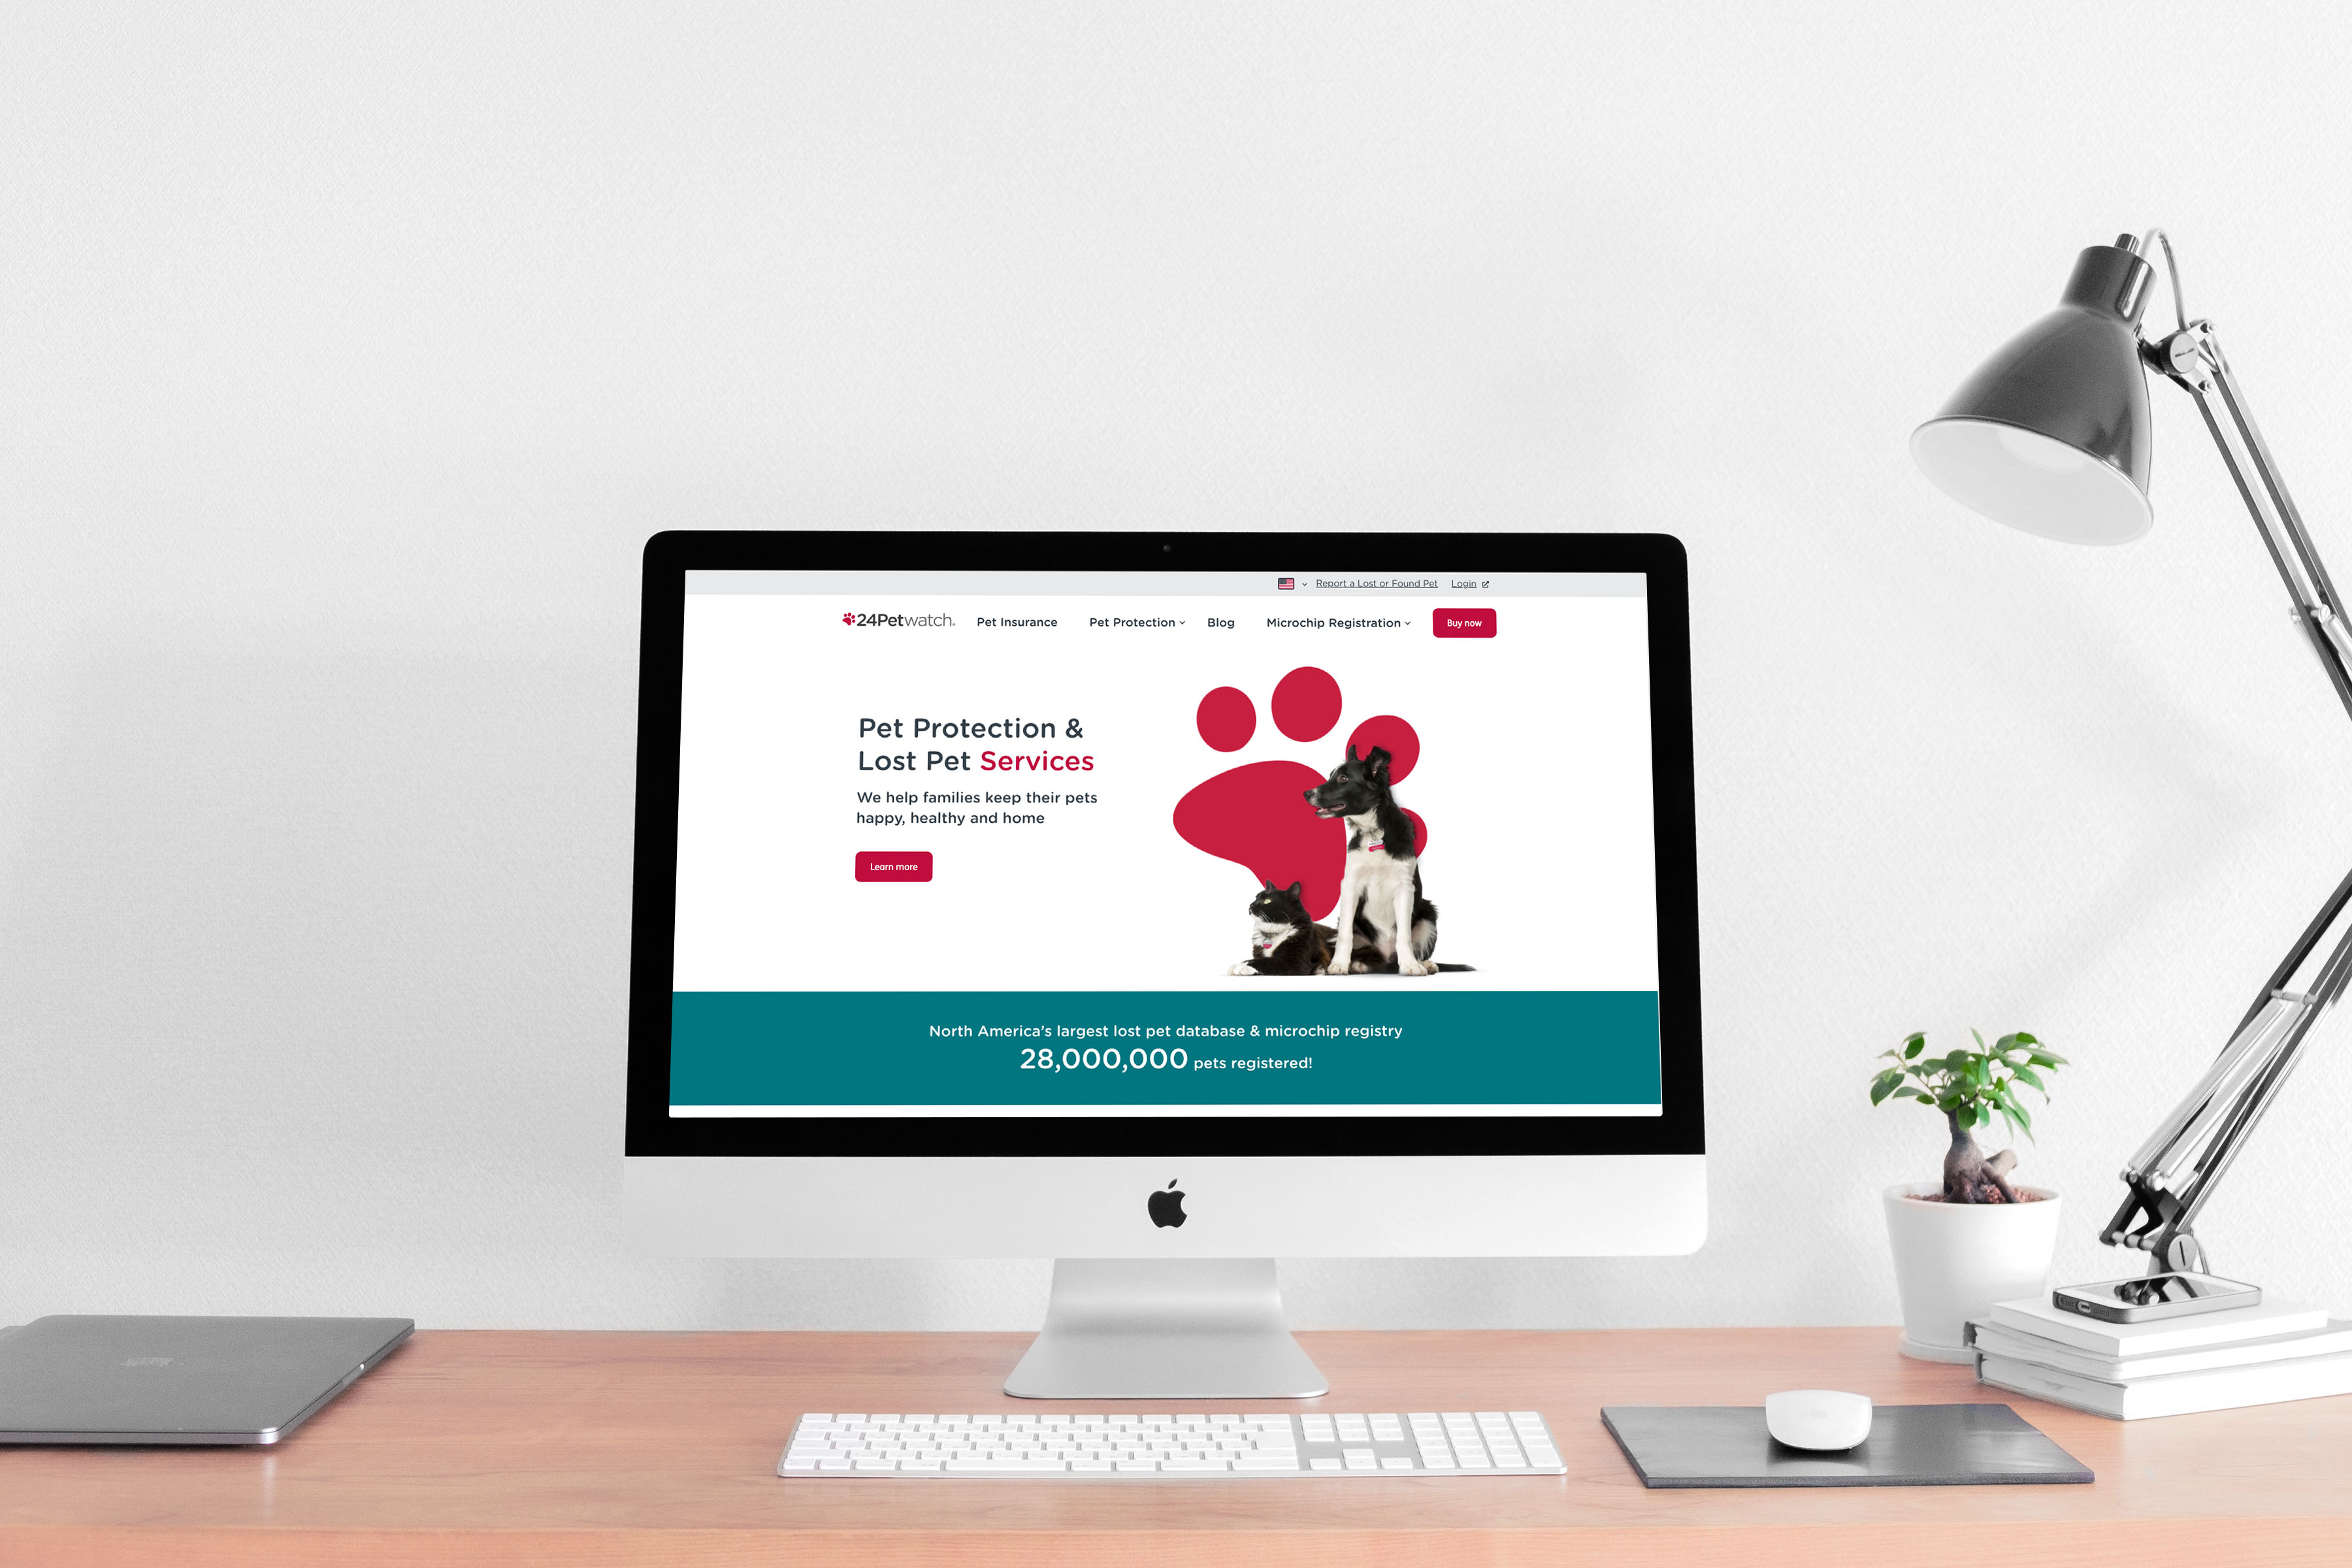 Report a Lost or Found Pet Login
24Petwatch Pet Insurance Pet Protection Blog Microchip Registration Buy now
Pet Protection &
Lost Pet Services
We help families keep their pets
happy, healthy and home
Learn more
North America's largest lost pet database & microchip registry
28,000,000 pets registered!